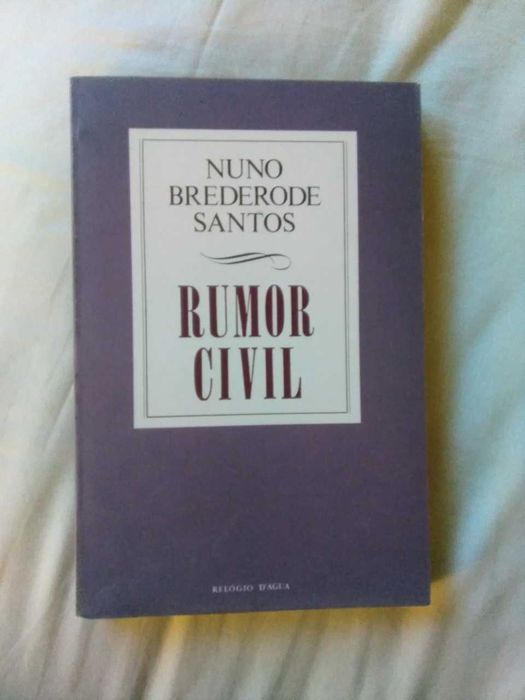 NUNO
BREDERODE
SANTOS
RUMOR
CIVIL
RELÓGIO D'ÁGUA